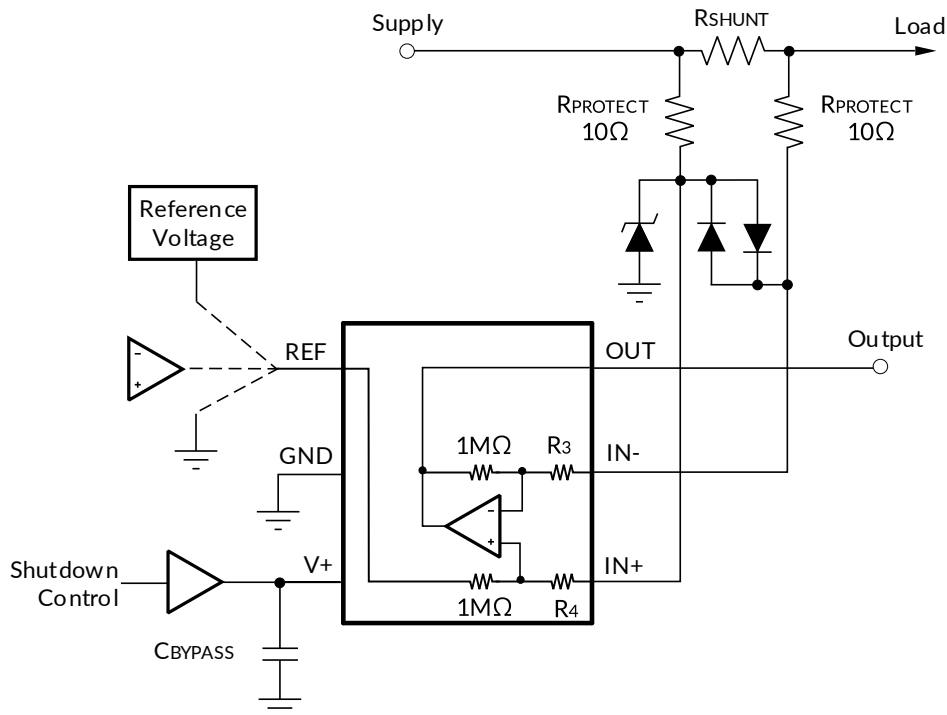 Supply
RSHUNT
Load
RPROTECT
10Ω
RPROTECT
10Ω
Reference
Voltage
REF
OUT
Output
-
+
1MΩ
R3
IN-
GND
-
+
V+
1MΩ
R4
IN+
Shutdown
Control
CBYPASS